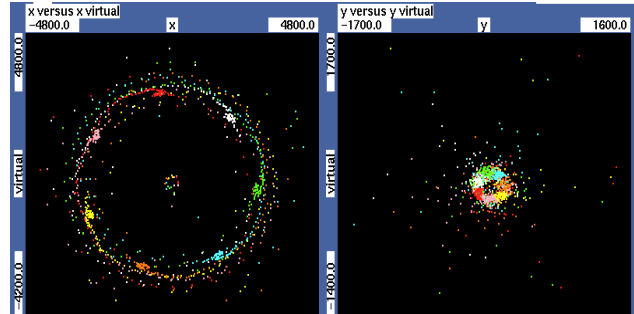 x versus x virtual
−4800.0 x 4800.0
4800.0
virtual
−4200.0
y versus y virtual
−1700.0 y 1600.0
1700.0
virtual
−1400.0